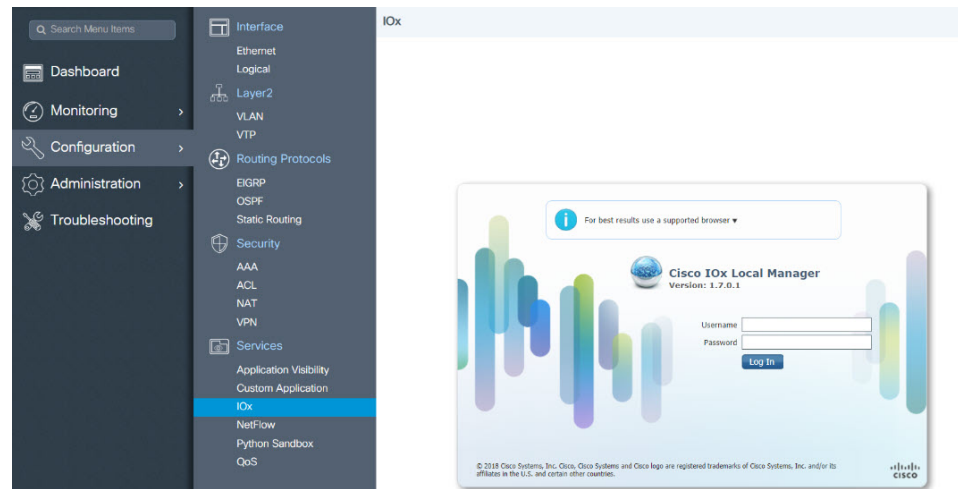 Search Menu Items
Dashboard
Monitoring
Configuration
Administration
Troubleshooting
Interface
Ethernet
Logical
Layer2
VLAN
VTP
Routing Protocols
EIGRP
OSPF
Static Routing
Security
AAA
ACL
NAT
VPN
Services
Application Visibility
Custom Application
IOx
NetFlow
Python Sandbox
QoS
IOx
For best results use a supported browser
Cisco IOx Local Manager
Version: 1.7.0.1
Username
Password
Log In
© 2018 Cisco Systems, Inc. Cisco, Cisco Systems and Cisco logo are registered trademarks of Cisco Systems, Inc. and/or its
affiliates in the U.S. and certain other countries.
CISCO